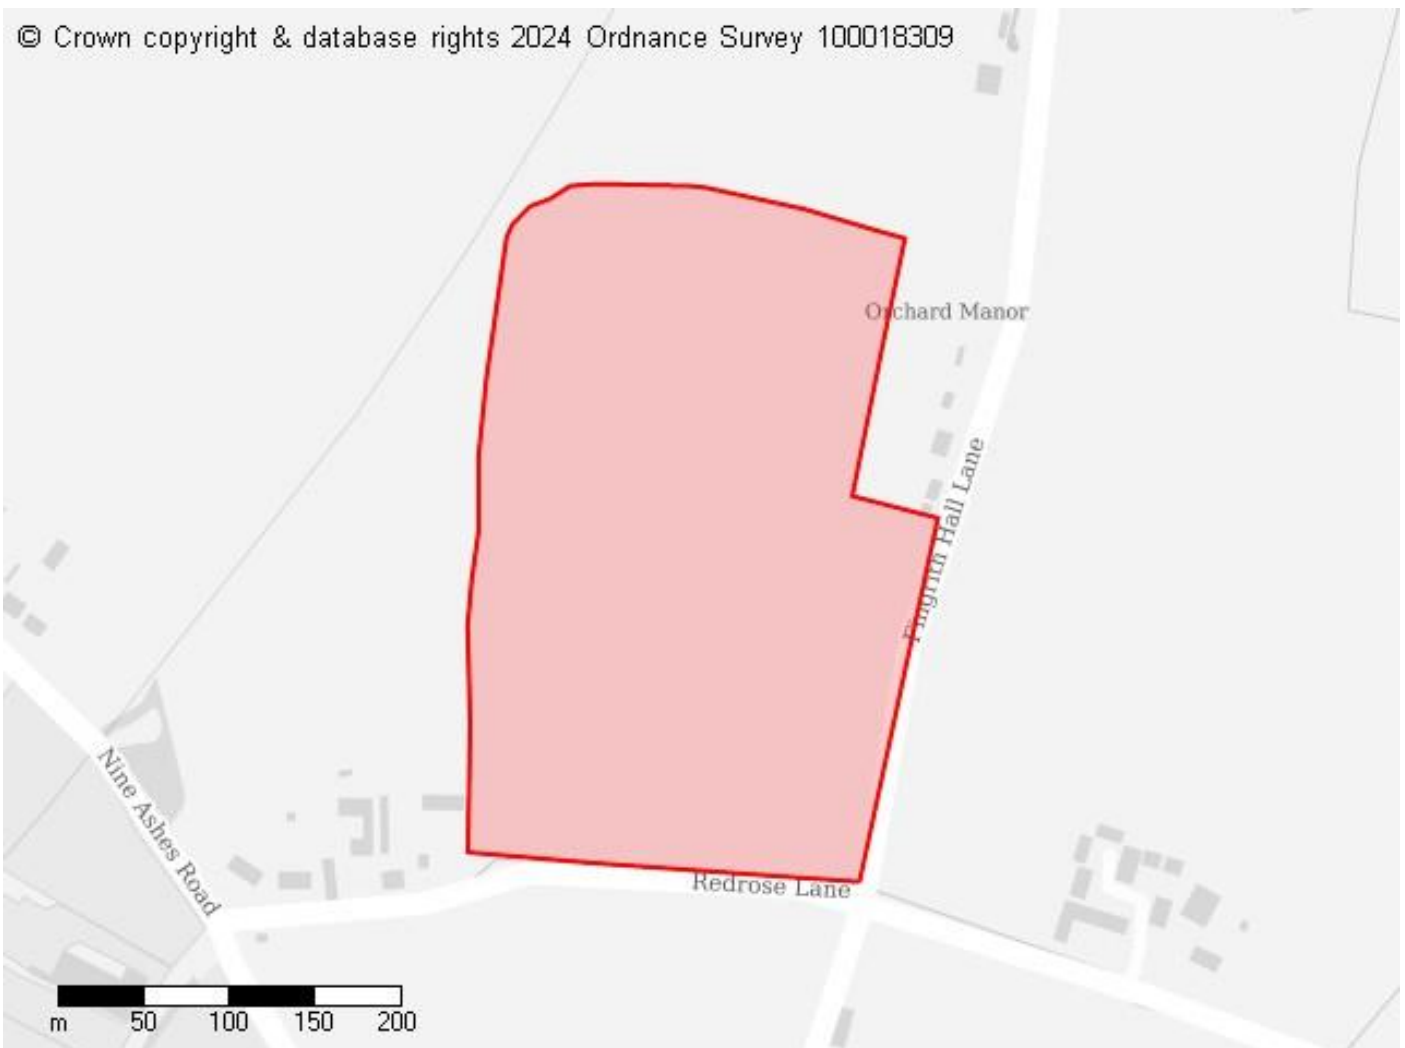 © Crown copyright & database rights 2024 Ordnance Survey 100018309
Orchard Manor
Fingrith Hall Lane
Nine Ashes Road
Redrose Lane
m 50 100 150 200